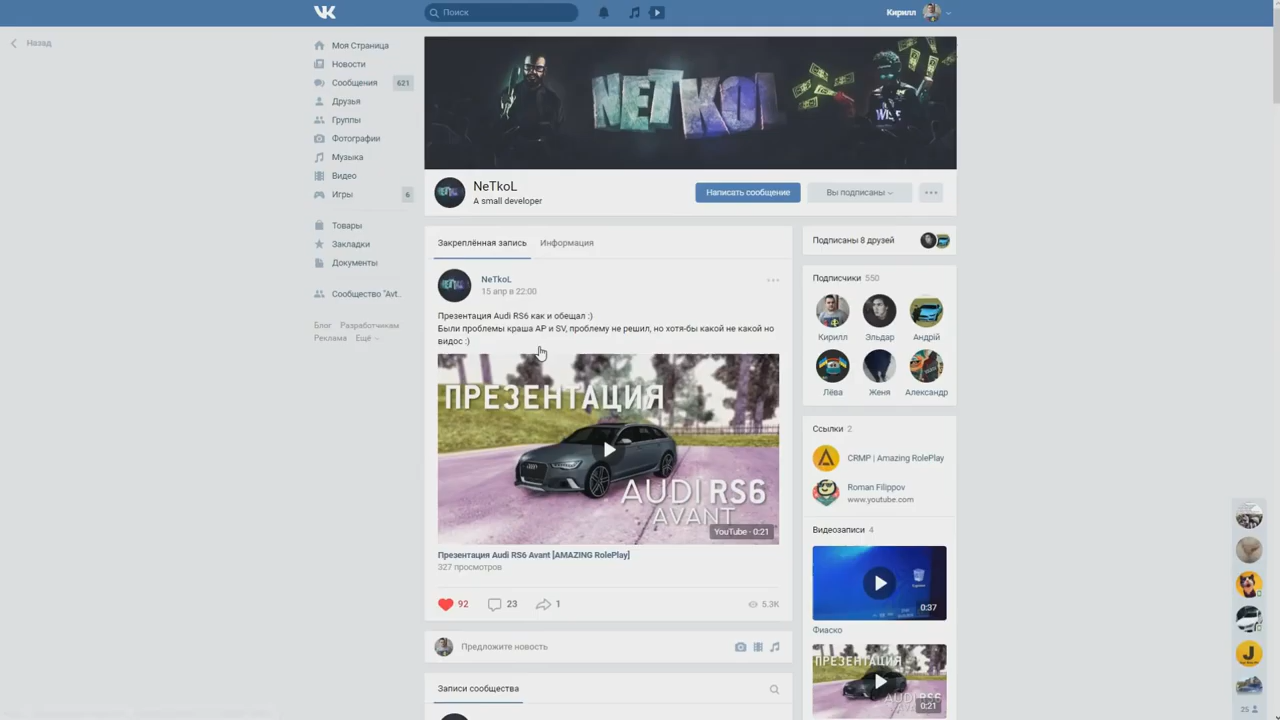 Поиск
Кирилл
Назад
Моя Страница
Новости
Сообщения 621
Друзья
Группы
Фотографии
Музыка
Видео
Игры 6
Товары
Закладки
Документы
Сообщество "Avt..
Блог Разработчикам
Реклама Ещё
NETKOL
NeTkoL
A small developer
Написать сообщение
Вы подписаны
Закреплённая запись Информация
NeTkoL
15 апр в 22:00
Презентация Audi RS6 как и обещал :)
Были проблемы краша AP и SV, проблему не решил, но хотя-бы какой не какой но
видос :)
ПРЕЗЕНТАЦИЯ
AUDI RS6
AVANT
YouTube · 0:21
Презентация Audi RS6 Avant [AMAZING RolePlay]
327 просмотров
92 23 1 5.3K
Предложите новость
Записи сообщества
Подписаны 8 друзей
Подписчики 550
Кирилл Эльдар Андрій
Лёва Женя Александр
Ссылки 2
CRMP | Amazing RolePlay
Roman Filippov
www.youtube.com
Видеозаписи 4
0:37
Фиаско
ПРЕЗЕНТАЦИЯ
0:21
J
25